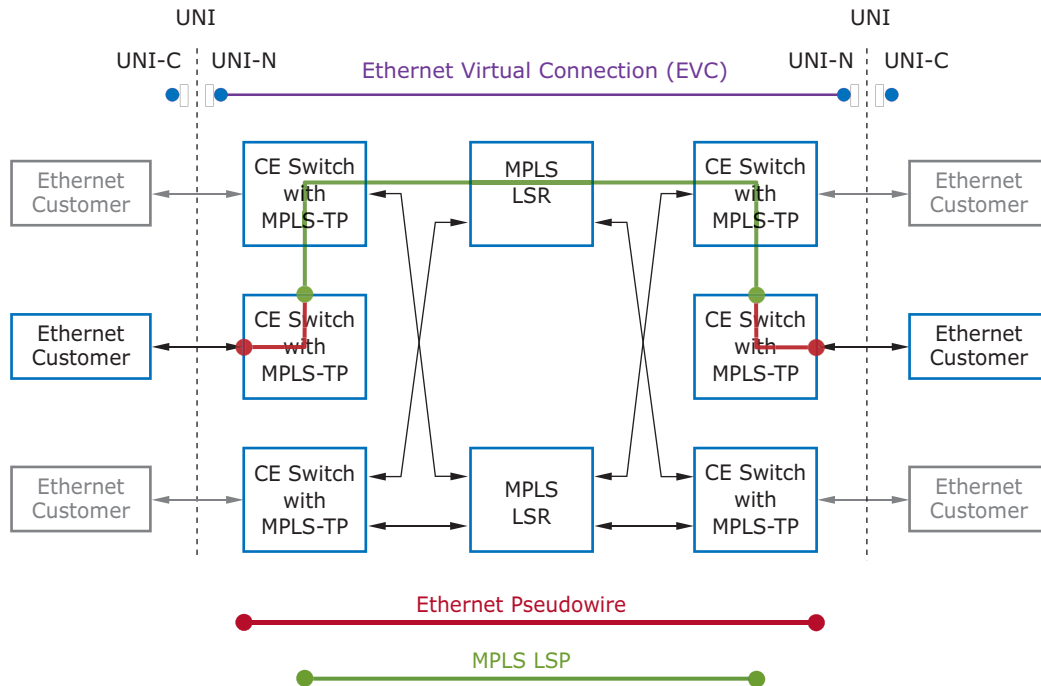 UNI
UNI
UNI-C
UNI-N
Ethernet Virtual Connection (EVC)
UNI-N
UNI-C
Ethernet
Customer
CE Switch
with
MPLS-TP
MPLS
LSR
CE Switch
with
MPLS-TP
Ethernet
Customer
Ethernet
Customer
CE Switch
with
MPLS-TP
CE Switch
with
MPLS-TP
Ethernet
Customer
Ethernet
Customer
CE Switch
with
MPLS-TP
MPLS
LSR
CE Switch
with
MPLS-TP
Ethernet
Customer
Ethernet Pseudowire
MPLS LSP